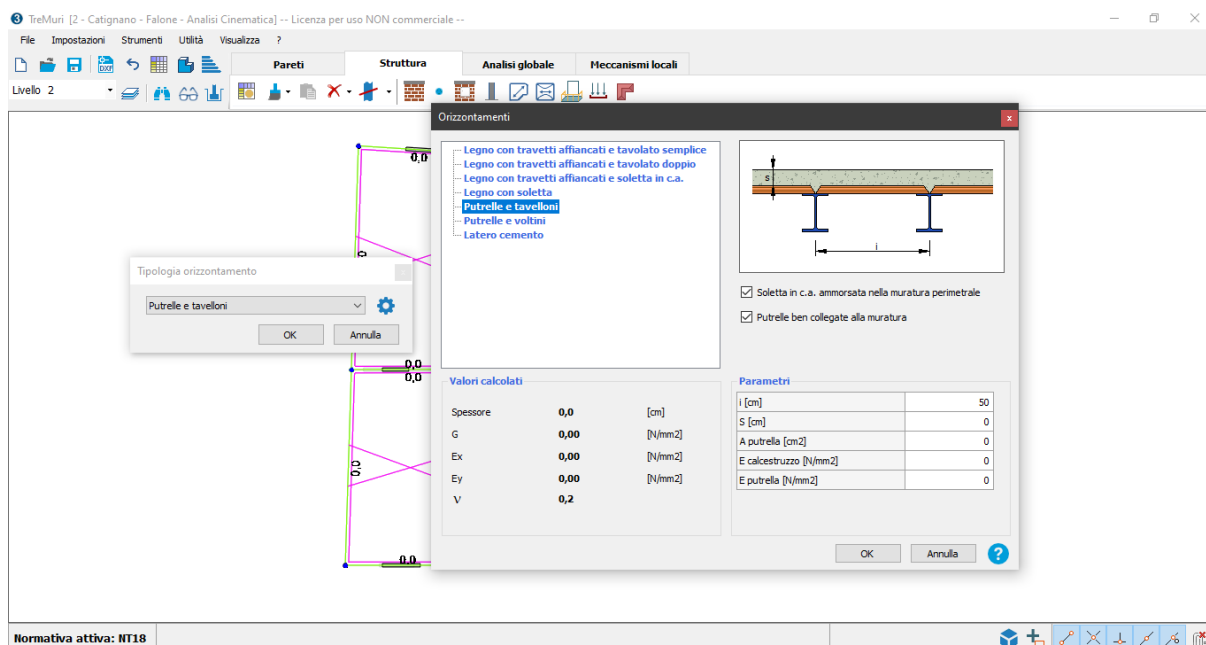 TreMuri [2 - Catignano - Falone - Analisi Cinematica] -- Licenza per uso NON commerciale --
File Impostazioni Strumenti Utilità Visualizza ?
DXF
Pareti Struttura Analisi globale Meccanismi locali
Livello 2
Orizzontamenti
Legno con travetti affiancati e tavolato semplice
Legno con travetti affiancati e tavolato doppio
Legno con travetti affiancati e soletta in c.a.
Legno con soletta
Putrelle e tavelloni
Putrelle e voltini
Latero cemento
s
i
Soletta in c.a. ammorsata nella muratura perimetrale
Putrelle ben collegate alla muratura
Tipologia orizzontamento
Putrelle e tavelloni
OK Annulla
0,0
0,0
0,0
0,0
0,0
Valori calcolati
Spessore 0,0 [cm]
G 0,00 [N/mm2]
Ex 0,00 [N/mm2]
Ey 0,00 [N/mm2]
ν 0,2
Parametri
i [cm] 50
S [cm] 0
A putrella [cm2] 0
E calcestruzzo [N/mm2] 0
E putrella [N/mm2] 0
OK Annulla ?
Normativa attiva: NT18